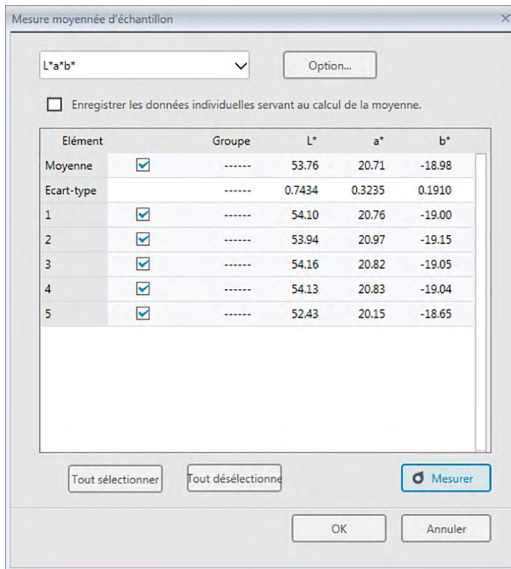 Mesure moyennée d'échantillon
L*a*b*
Option...
Enregistrer les données individuelles servant au calcul de la moyenne.
Elément Groupe L* a* b*
Moyenne ------ 53.76 20.71 -18.98
Ecart-type ------ 0.7434 0.3235 0.1910
1 ------ 54.10 20.76 -19.00
2 ------ 53.94 20.97 -19.15
3 ------ 54.16 20.82 -19.05
4 ------ 54.13 20.83 -19.04
5 ------ 52.43 20.15 -18.65
Tout sélectionner Tout désélectionne Mesurer
OK Annuler